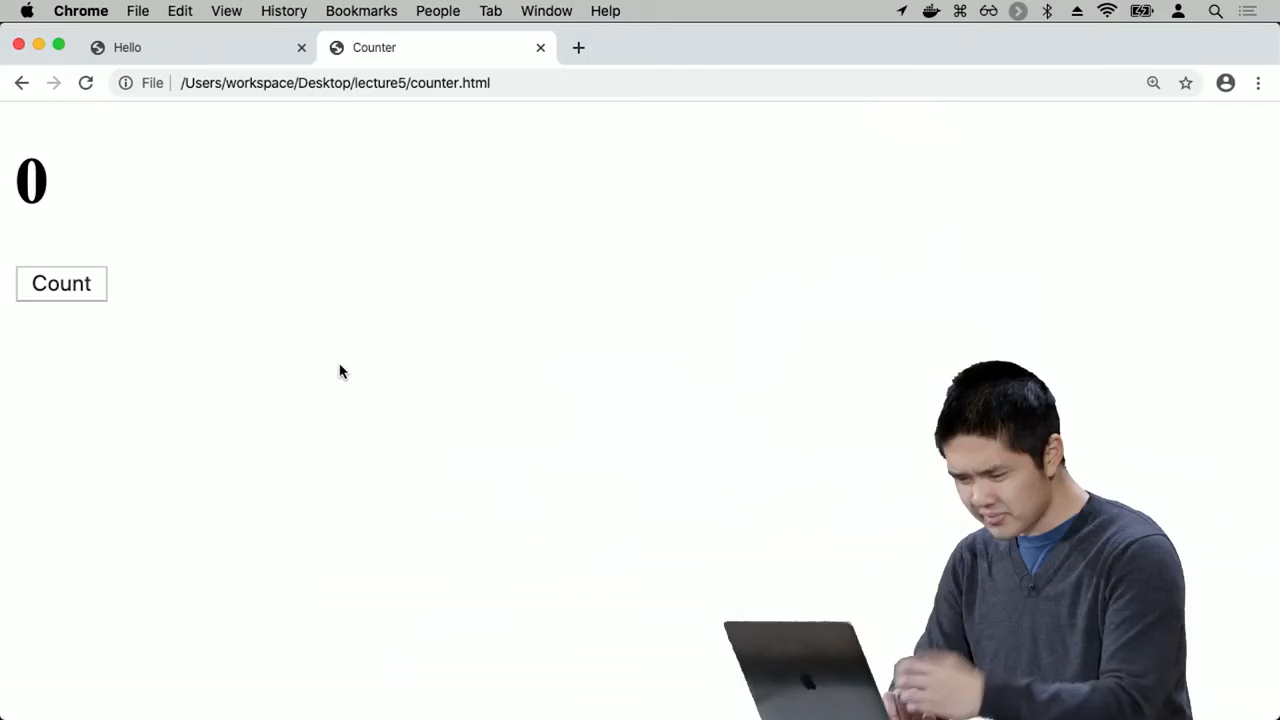 Chrome File Edit View History Bookmarks People Tab Window Help
Hello Counter
File /Users/workspace/Desktop/lecture5/counter.html
0
Count